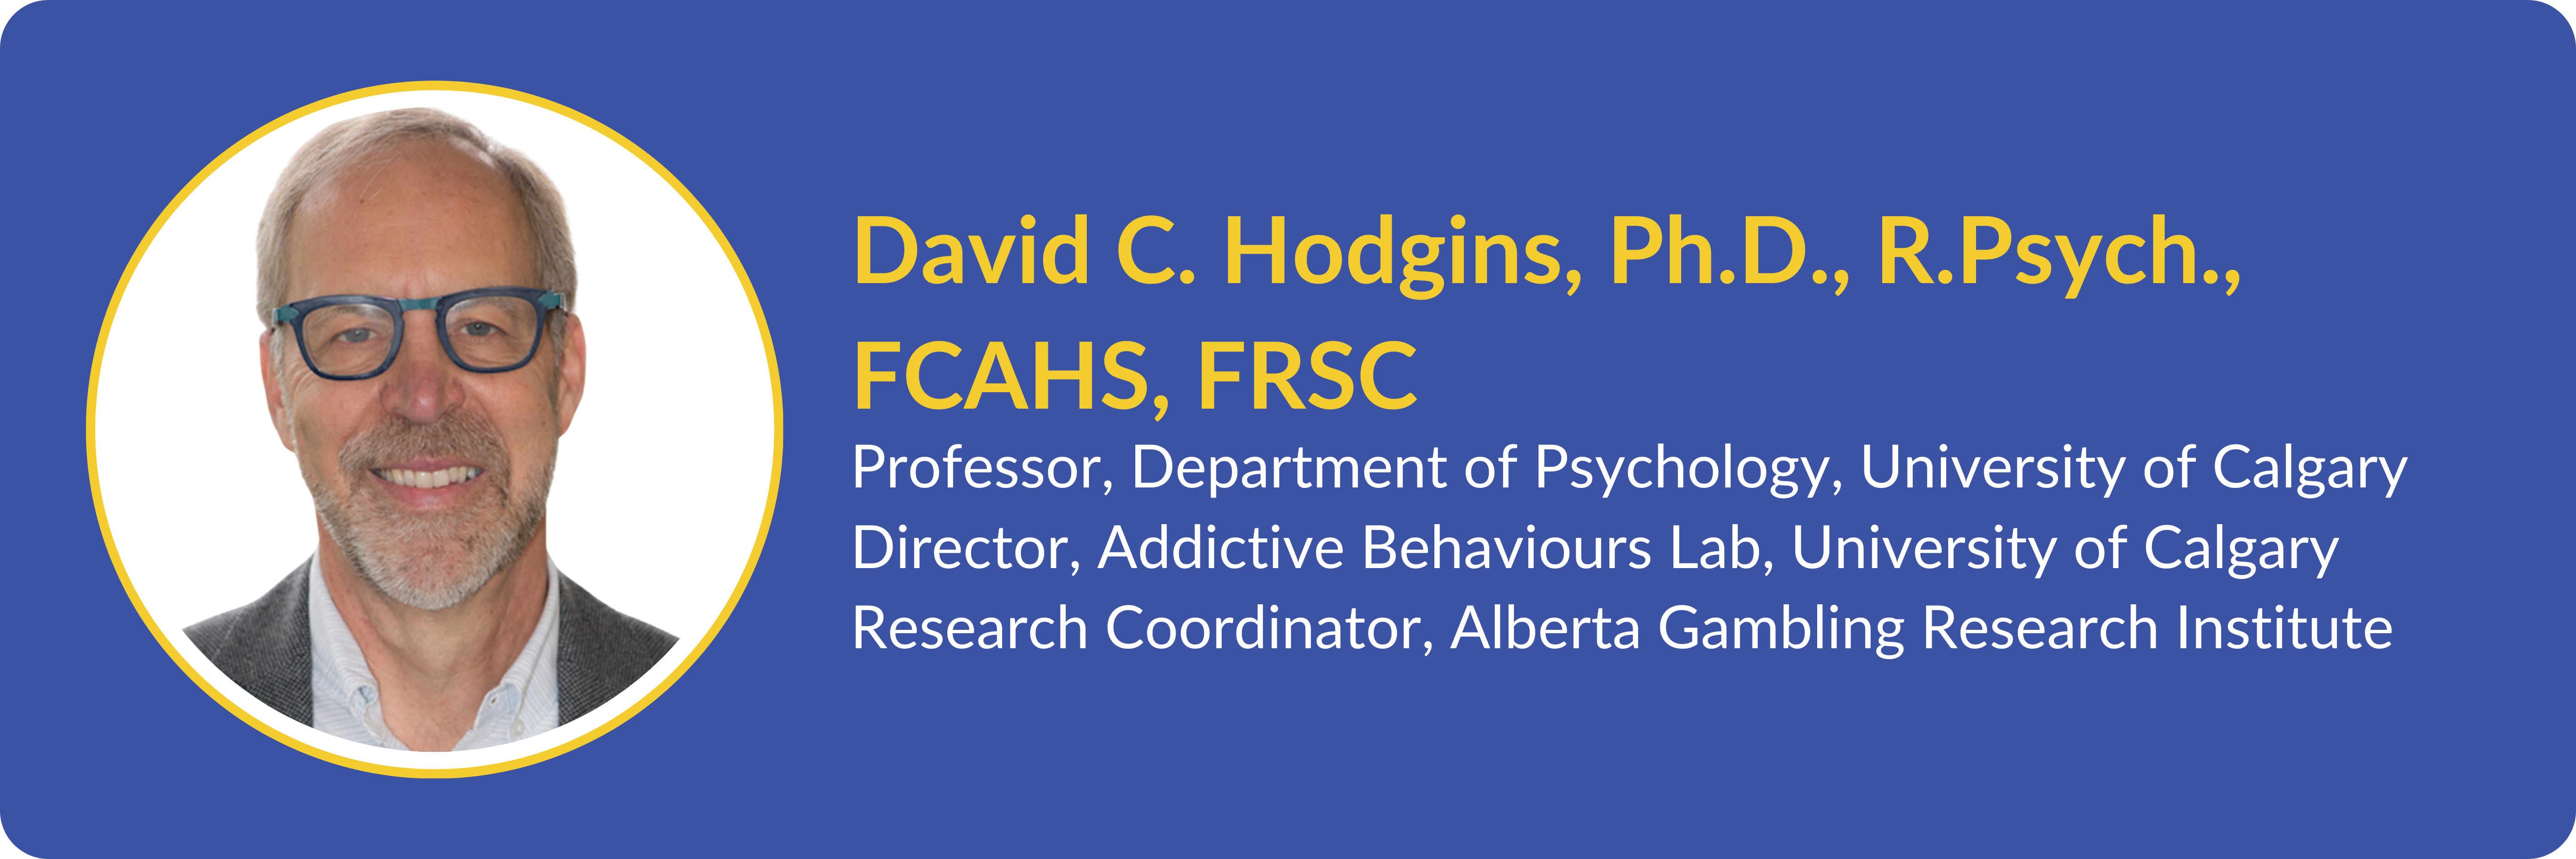 David C. Hodgins, Ph.D., R.Psych.,
FCAHS, FRSC
Professor, Department of Psychology, University of Calgary
Director, Addictive Behaviours Lab, University of Calgary
Research Coordinator, Alberta Gambling Research Institute